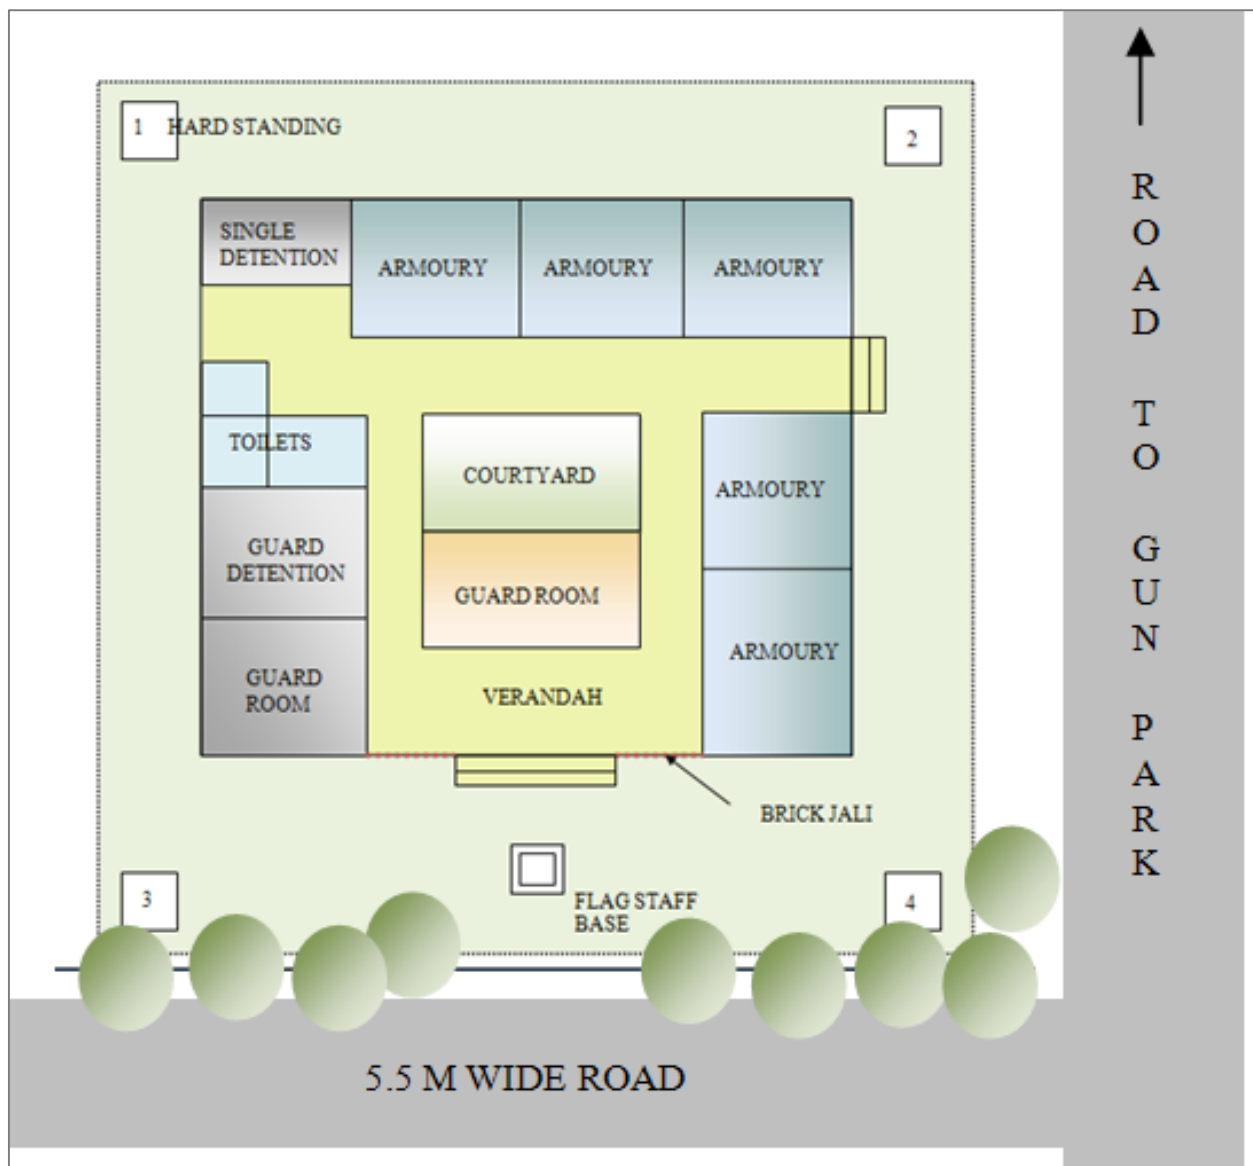 1 HARD STANDING
2
SINGLE
DETENTION
ARMOURY
ARMOURY
ARMOURY
TOILETS
COURTYARD
ARMOURY
GUARD
DETENTION
GUARD ROOM
ARMOURY
GUARD
ROOM
VERANDAH
BRICK JALI
3
FLAG STAFF
BASE
4
5.5 M WIDE ROAD
ROAD TO GUN PARK